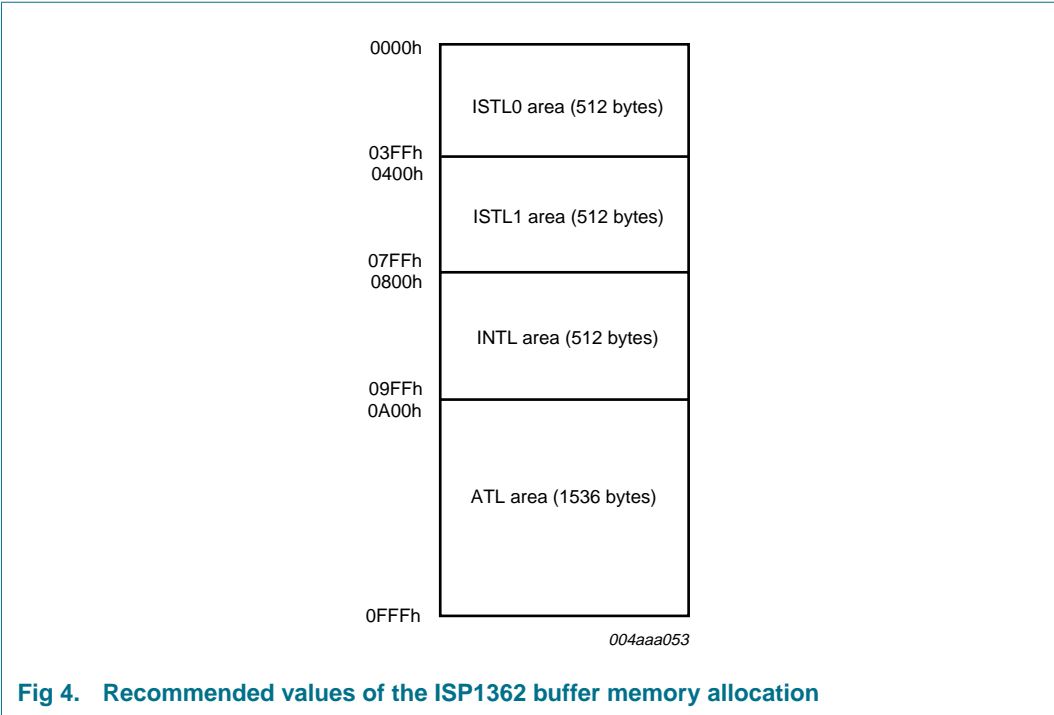 0000h
ISTL0 area (512 bytes)
03FFh
0400h
ISTL1 area (512 bytes)
07FFh
0800h
INTL area (512 bytes)
09FFh
0A00h
ATL area (1536 bytes)
0FFFh
004aaa053
Fig 4. Recommended values of the ISP1362 buffer memory allocation